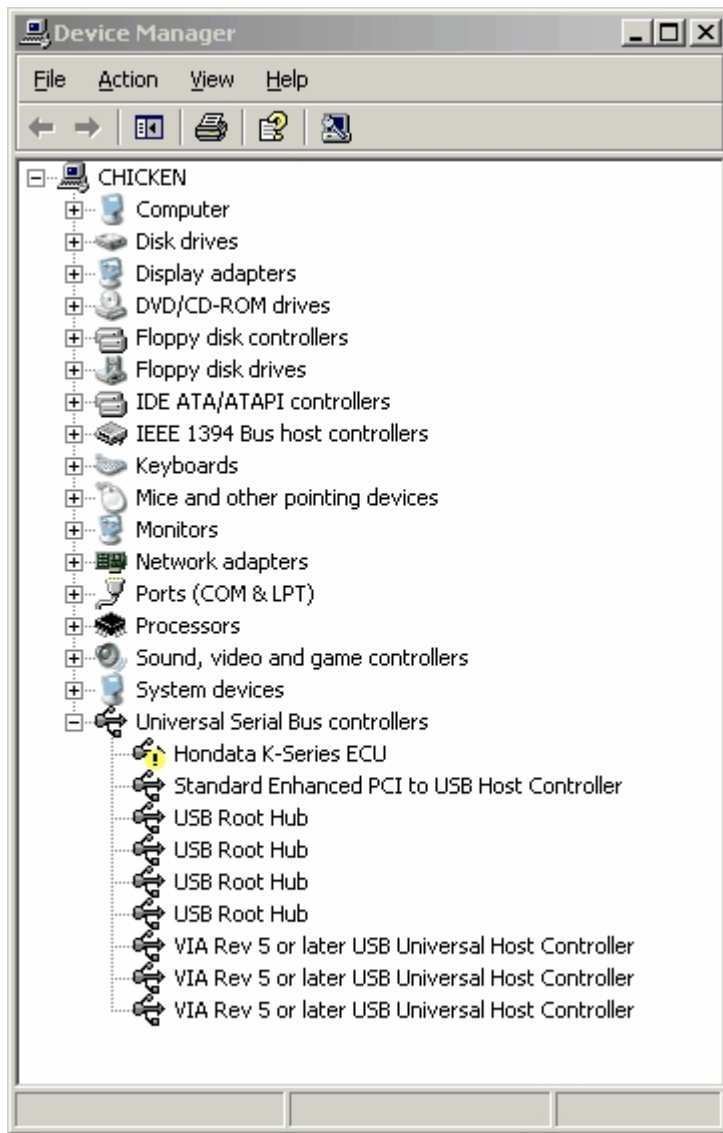 Device Manager
File Action View Help
CHICKEN
Computer
Disk drives
Display adapters
DVD/CD-ROM drives
Floppy disk controllers
Floppy disk drives
IDE ATA/ATAPI controllers
IEEE 1394 Bus host controllers
Keyboards
Mice and other pointing devices
Monitors
Network adapters
Ports (COM & LPT)
Processors
Sound, video and game controllers
System devices
Universal Serial Bus controllers
Hondata K-Series ECU
Standard Enhanced PCI to USB Host Controller
USB Root Hub
USB Root Hub
USB Root Hub
USB Root Hub
VIA Rev 5 or later USB Universal Host Controller
VIA Rev 5 or later USB Universal Host Controller
VIA Rev 5 or later USB Universal Host Controller